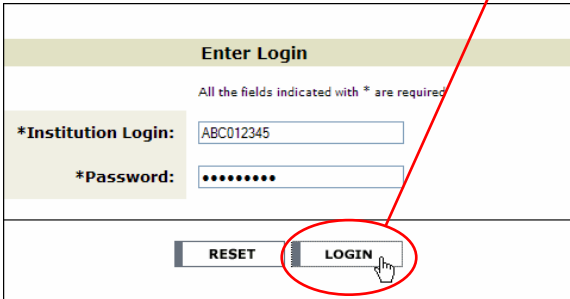 Enter Login
All the fields indicated with * are required
*Institution Login: ABC012345
*Password: •••••••••
RESET LOGIN